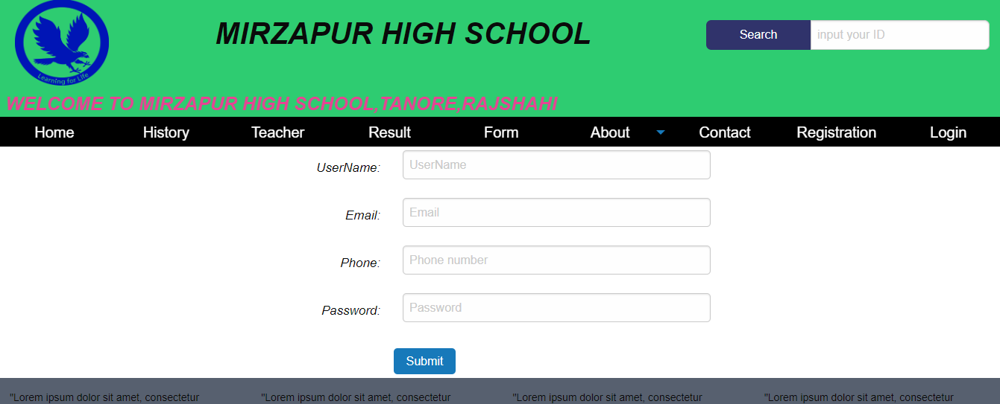 Learning for Life
MIRZAPUR HIGH SCHOOL
Search input your ID
WELCOME TO MIRZAPUR HIGH SCHOOL,TANORE,RAJSHAHI
Home History Teacher Result Form About Contact Registration Login
UserName: UserName
Email: Email
Phone: Phone number
Password: Password
Submit
"Lorem ipsum dolor sit amet, consectetur "Lorem ipsum dolor sit amet, consectetur "Lorem ipsum dolor sit amet, consectetur "Lorem ipsum dolor sit amet, consectetur